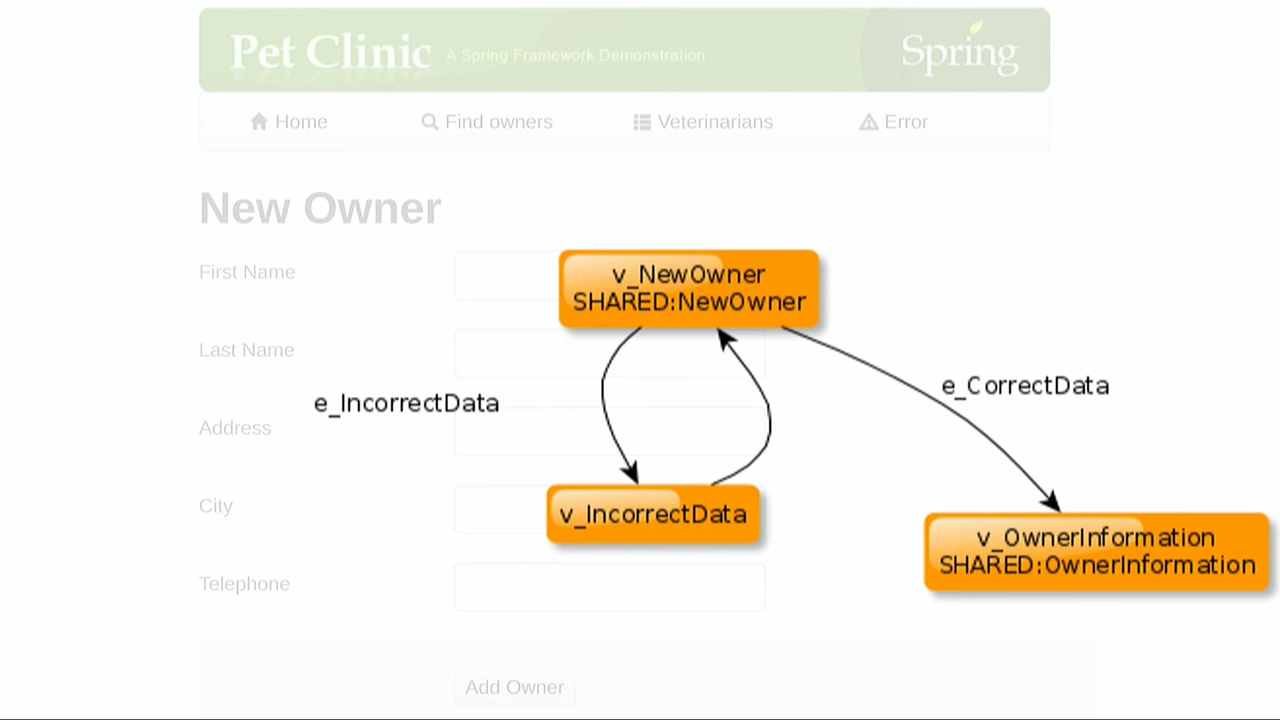 Pet Clinic A Spring Framework Demonstration
Spring
Home
Find owners
Veterinarians
Error
New Owner
First Name
v_NewOwner
SHARED:NewOwner
Last Name
e_CorrectData
e_IncorrectData
Address
City
v_IncorrectData
v_OwnerInformation
SHARED:OwnerInformation
Telephone
Add Owner